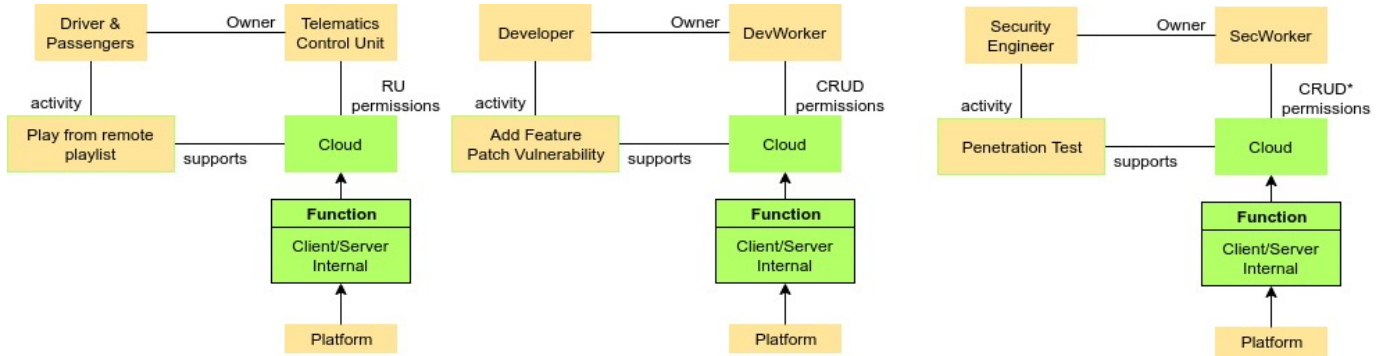 Driver &
Passengers
Owner
Telematics
Control Unit
activity
RU
permissions
Play from remote
playlist
supports
Cloud
Function
Client/Server
Internal
Platform
Developer
Owner
DevWorker
activity
CRUD
permissions
Add Feature
Patch Vulnerability
supports
Cloud
Function
Client/Server
Internal
Platform
Security
Engineer
Owner
SecWorker
activity
CRUD*
permissions
Penetration Test
supports
Cloud
Function
Client/Server
Internal
Platform